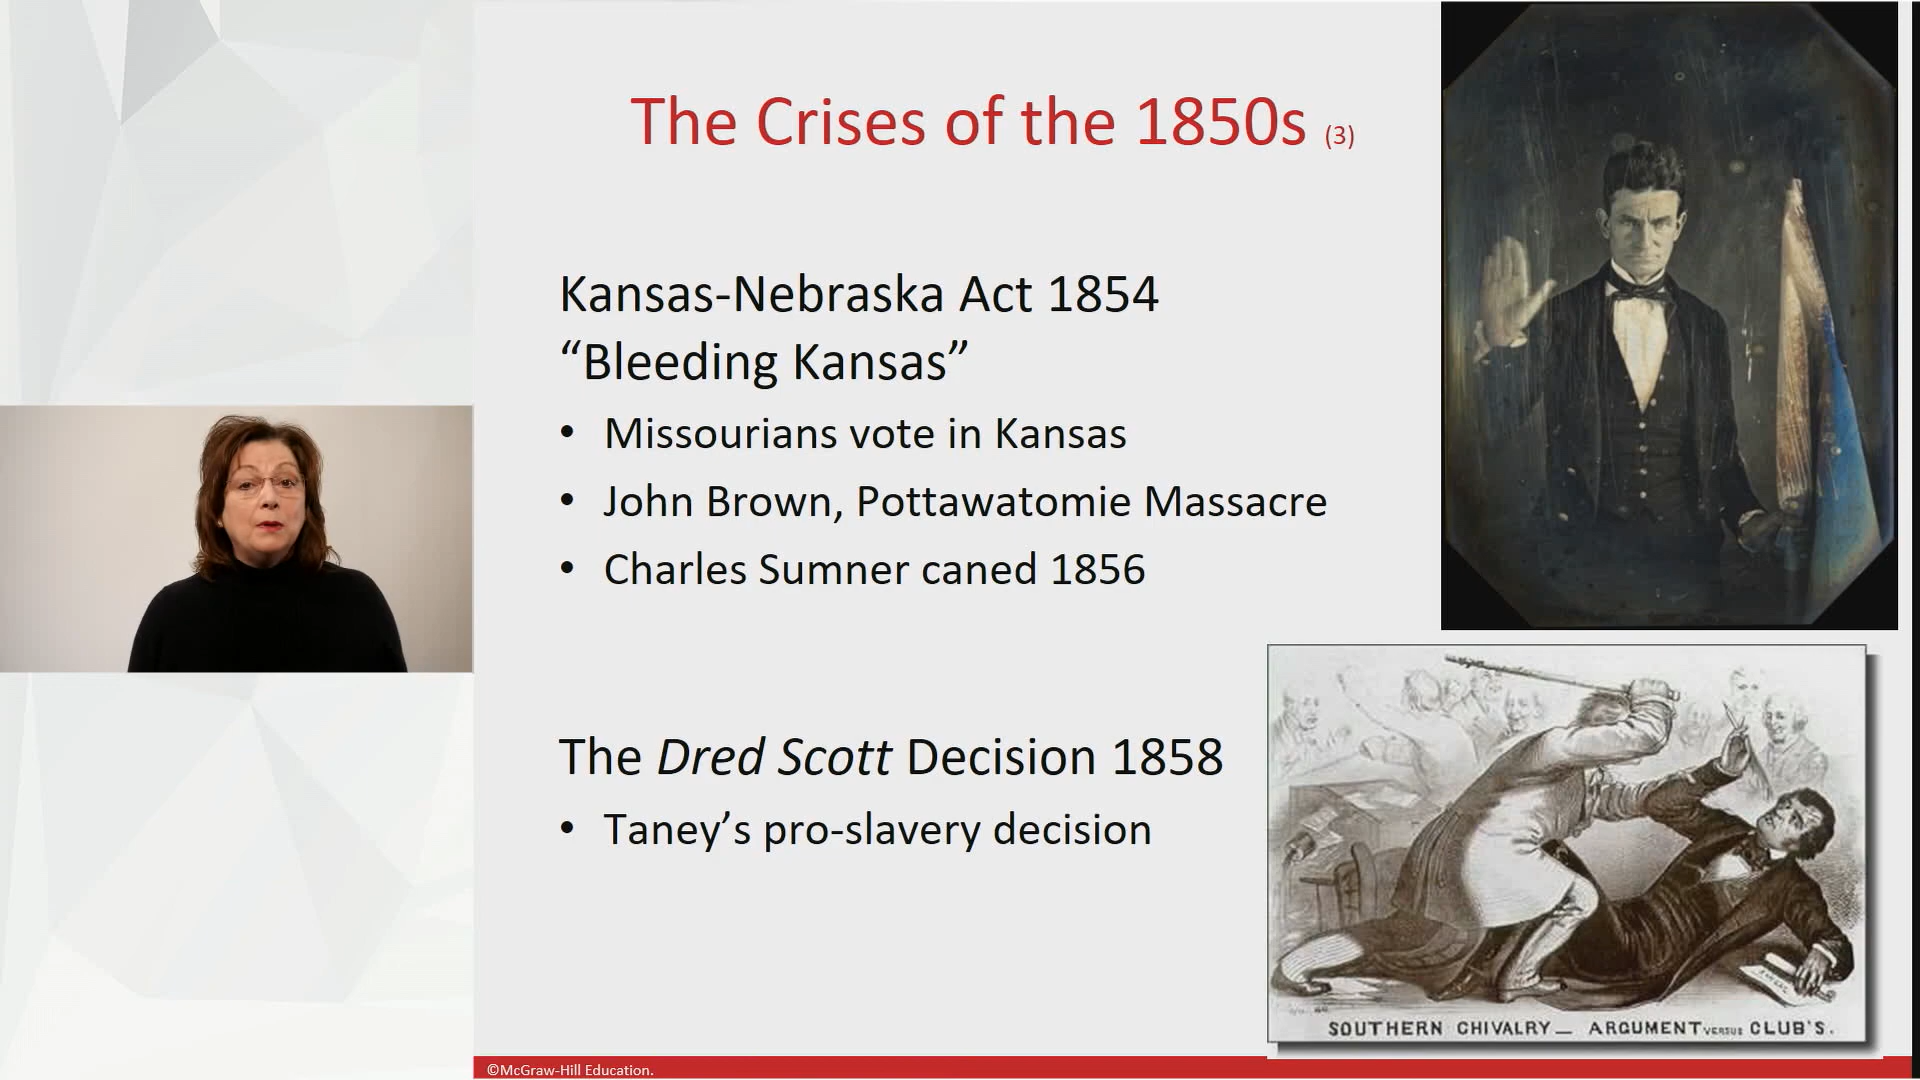 The Crises of the 1850s (3)
Kansas-Nebraska Act 1854
“Bleeding Kansas”
• Missourians vote in Kansas
• John Brown, Pottawatomie Massacre
• Charles Sumner caned 1856
The Dred Scott Decision 1858
• Taney’s pro-slavery decision
SOUTHERN CHIVALRY_ ARGUMENT VERSUS CLUB'S.
©McGraw-Hill Education.